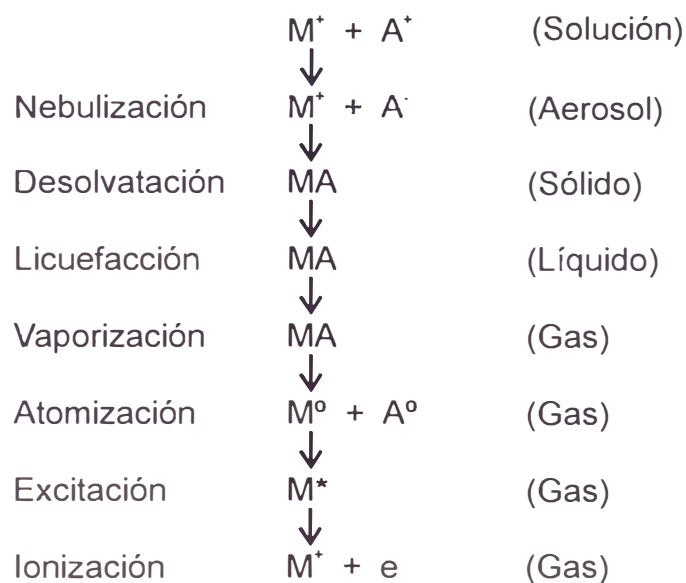 M⁺ + A⁺ (Solución)
Nebulización M⁺ + A⁻ (Aerosol)
Desolvatación MA (Sólido)
Licuefacción MA (Líquido)
Vaporización MA (Gas)
Atomización Mº + Aº (Gas)
Excitación M* (Gas)
Ionización M⁺ + e (Gas)